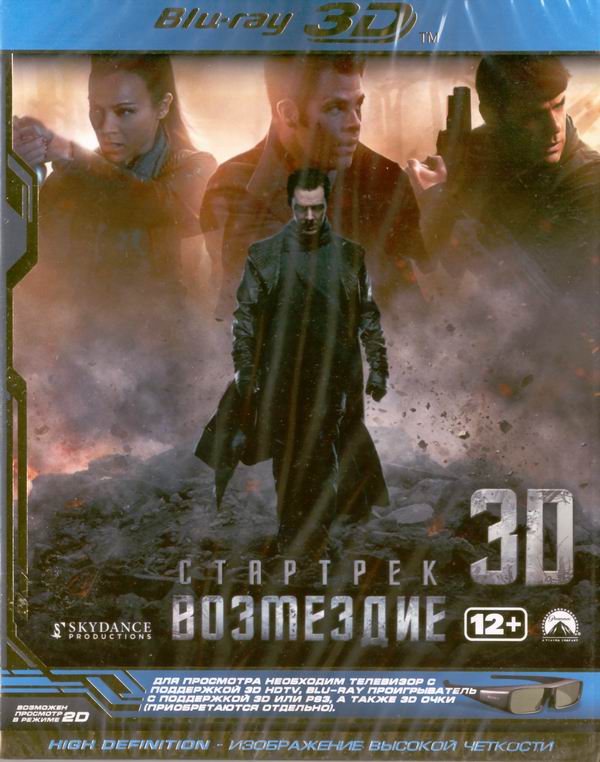 Blu-ray 3D TM
СТАРТРЕК 3D
ВОЗМЕЗДИЕ
SKYDANCE
PRODUCTIONS
12+
Paramount
ДЛЯ ПРОСМОТРА НЕОБХОДИМ ТЕЛЕВИЗОР С
ПОДДЕРЖКОЙ 3D HDTV, BLU-RAY ПРОИГРЫВАТЕЛЬ
С ПОДДЕРЖКОЙ 3D ИЛИ PS3, А ТАКЖЕ 3D ОЧКИ
(ПРИОБРЕТАЮТСЯ ОТДЕЛЬНО).
ВОЗМОЖЕН
ПРОСМОТР
В РЕЖИМЕ 2D
HIGH DEFINITION - ИЗОБРАЖЕНИЕ ВЫСОКОЙ ЧЕТКОСТИ